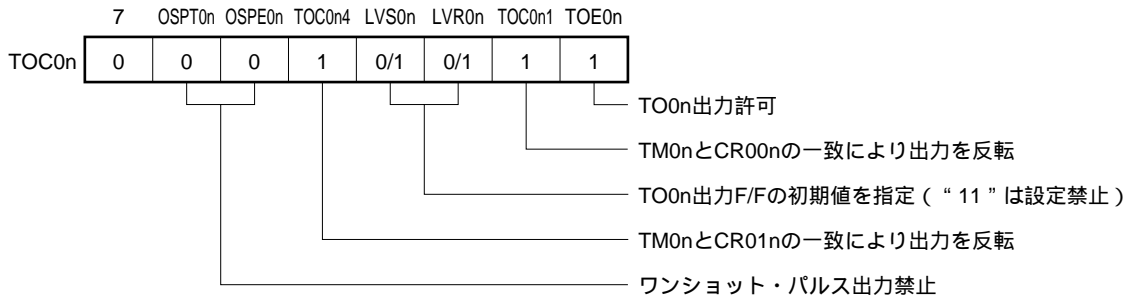 7 OSPT0n OSPE0n TOC0n4 LVS0n LVR0n TOC0n1 TOE0n
TOC0n 0 0 0 1 0/1 0/1 1 1
TO0n出力許可
TM0nとCR00nの一致により出力を反転
TO0n出力F/Fの初期値を指定（“11”は設定禁止）
TM0nとCR01nの一致により出力を反転
ワンショット・パルス出力禁止